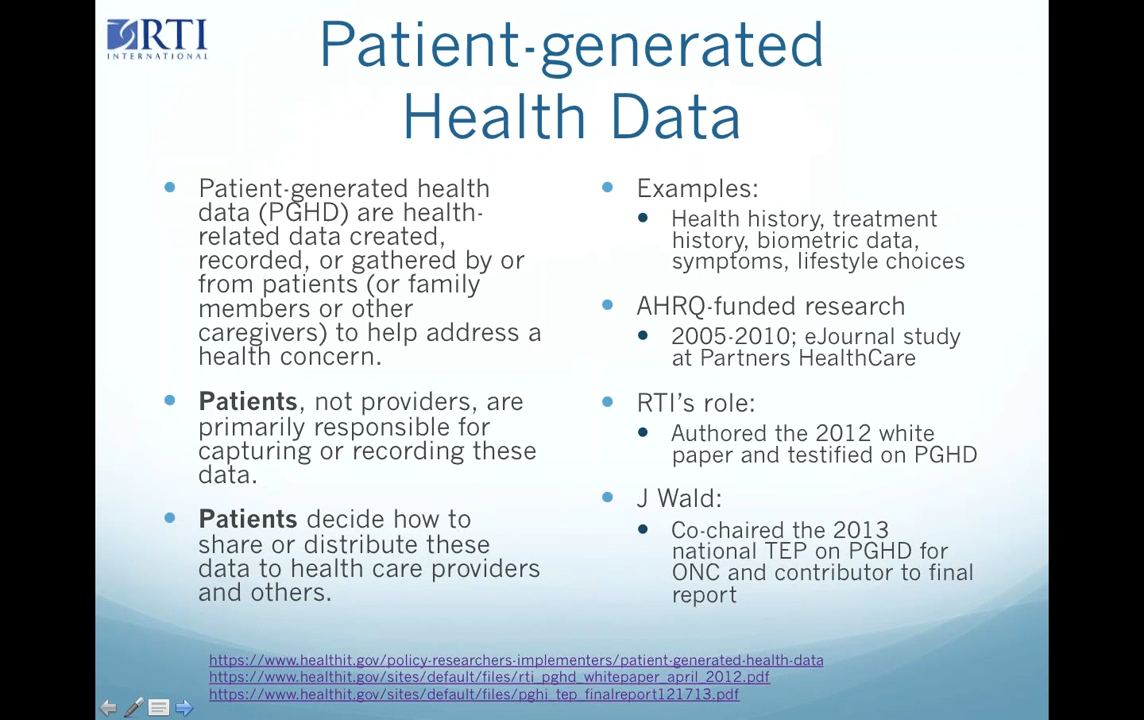 RTI
INTERNATIONAL
Patient-generated
Health Data
Patient-generated health
data (PGHD) are health-
related data created,
recorded, or gathered by or
from patients (or family
members or other
caregivers) to help address a
health concern.
Patients, not providers, are
primarily responsible for
capturing or recording these
data.
Patients decide how to
share or distribute these
data to health care providers
and others.
Examples:
Health history, treatment
history, biometric data,
symptoms, lifestyle choices
AHRQ-funded research
2005-2010; eJournal study
at Partners HealthCare
RTI's role:
Authored the 2012 white
paper and testified on PGHD
J Wald:
Co-chaired the 2013
national TEP on PGHD for
ONC and contributor to final
report
https://www.healthit.gov/policy-researchers-implementers/patient-generated-health-data
https://www.healthit.gov/sites/default/files/rti_pghd_whitepaper_april_2012.pdf
https://www.healthit.gov/sites/default/files/pghi_tep_finalreport121713.pdf